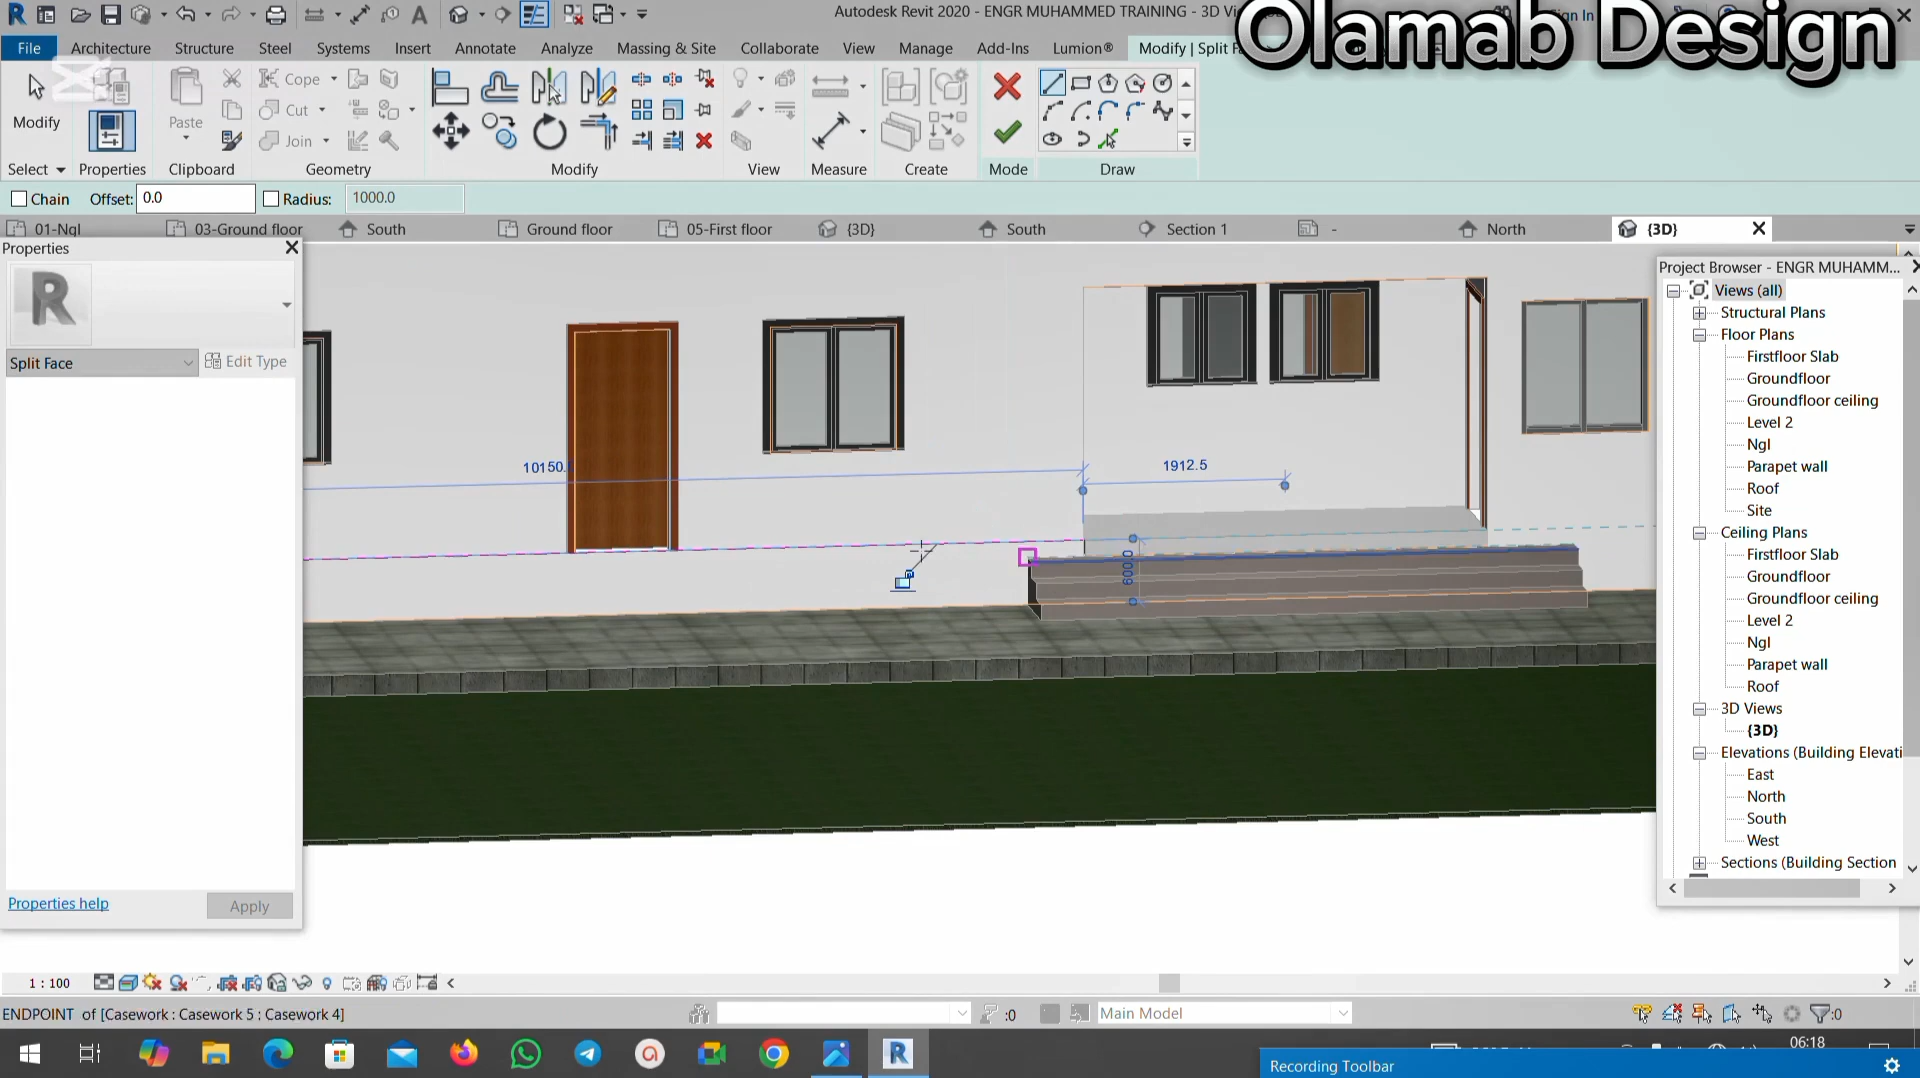 Autodesk Revit 2020 - ENGR MUHAMMED TRAINING - 3D Vi
Sign In
Olamab Design
File Architecture Structure Steel Systems Insert Annotate Analyze Massing & Site Collaborate View Manage Add-Ins Lumion® Modify | Split Fa
Modify
Paste
Cope
Cut
Join
Select Properties Clipboard Geometry Modify View Measure Create Mode Draw
Chain Offset: 0.0 Radius: 1000.0
01-Ngl 03-Ground floor South Ground floor 05-First floor {3D} South Section 1 - North {3D}
Properties
Split Face
Edit Type
Properties help
Apply
10150.
1912.5
600.0
Project Browser - ENGR MUHAMM...
Views (all)
Structural Plans
Floor Plans
Firstfloor Slab
Groundfloor
Groundfloor ceiling
Level 2
Ngl
Parapet wall
Roof
Site
Ceiling Plans
Firstfloor Slab
Groundfloor
Groundfloor ceiling
Level 2
Ngl
Parapet wall
Roof
3D Views
{3D}
Elevations (Building Elevati
East
North
South
West
Sections (Building Section
1 : 100
ENDPOINT of [Casework : Casework 5 : Casework 4]
:0
Main Model
:0
06:18
Recording Toolbar